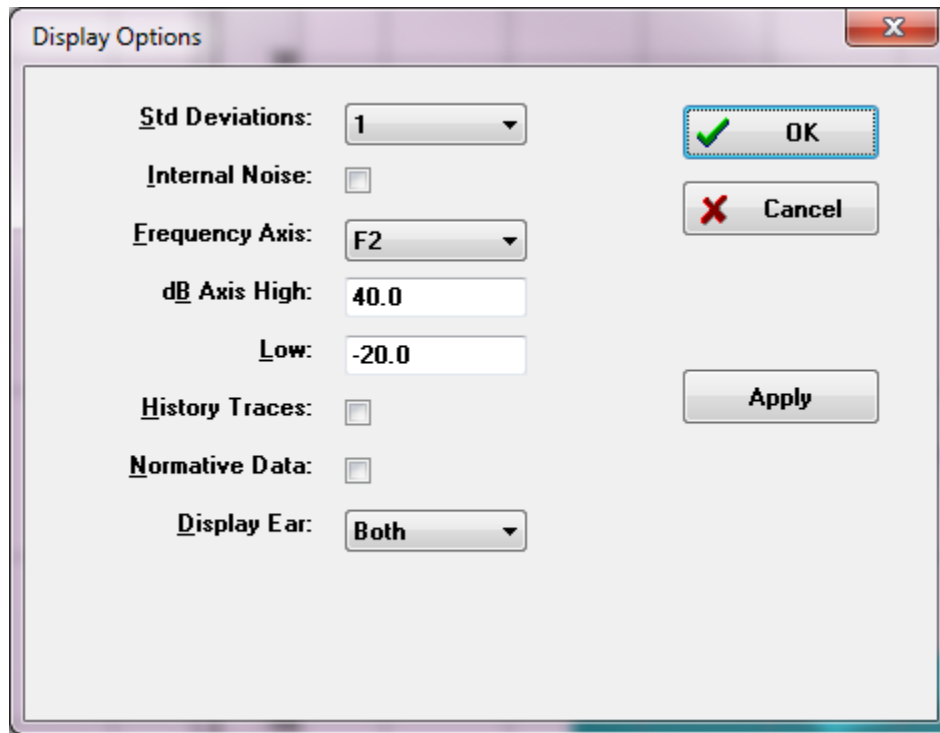 Display Options
Std Deviations: 1
OK
Internal Noise:
Cancel
Frequency Axis: F2
dB Axis High: 40.0
Low: -20.0
Apply
History Traces:
Normative Data:
Display Ear: Both